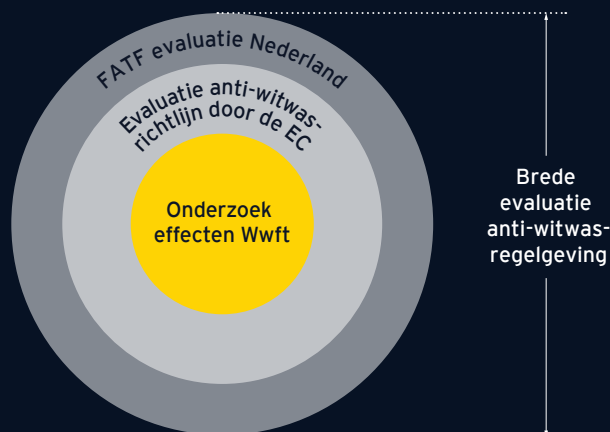 FATF evaluatie Nederland
Evaluatie anti-witwas-
richtlijn door de EC
Onderzoek
effecten Wwft
Brede
evaluatie
anti-witwas-
regelgeving